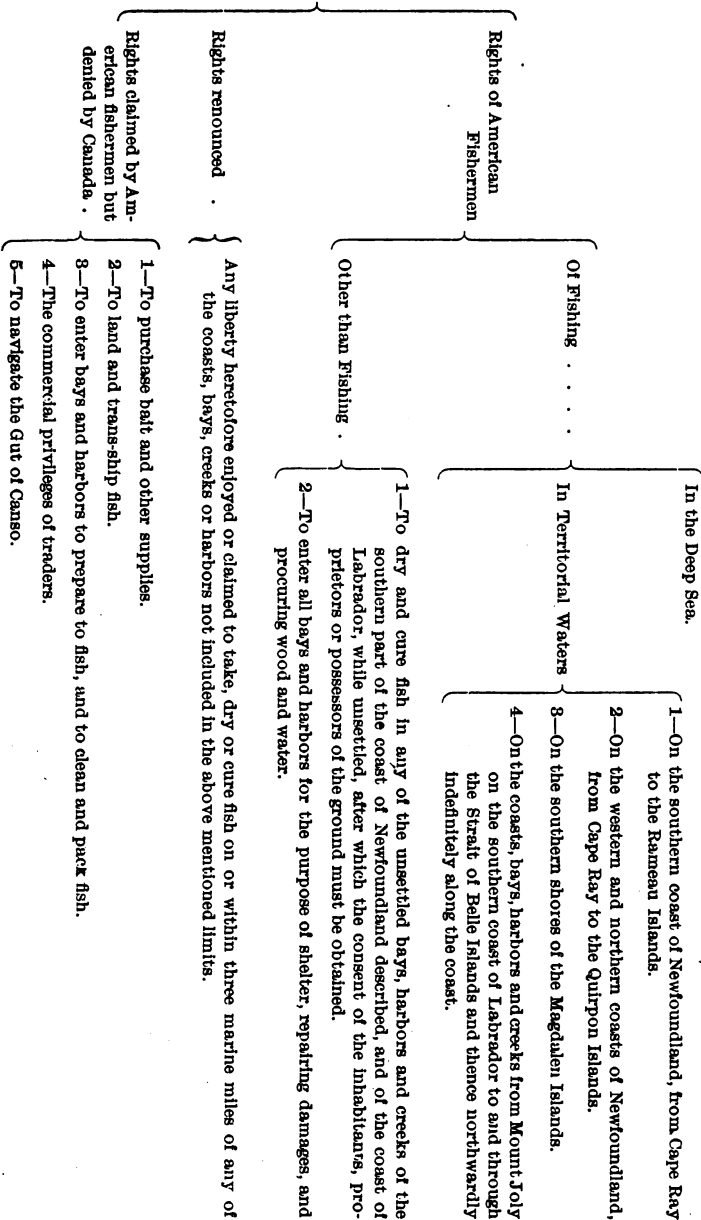 Rights of American
Fishermen
Of Fishing . . . .
In the Deep Sea.
In Territorial Waters
1—On the southern coast of Newfoundland, from Cape Ray
to the Rameau Islands.
2—On the western and northern coasts of Newfoundland,
from Cape Ray to the Quirpon Islands.
3—On the southern shores of the Magdalen Islands.
4—On the coasts, bays, harbors and creeks from Mount Joly
on the southern coast of Labrador to and through
the Strait of Belle Islands and thence northwardly
indefinitely along the coast.
Other than Fishing .
1—To dry and cure fish in any of the unsettled bays, harbors and creeks of the
southern part of the coast of Newfoundland described, and of the coast of
Labrador, while unsettled, after which the consent of the inhabitants, pro-
prietors or possessors of the ground must be obtained.
2—To enter all bays and harbors for the purpose of shelter, repairing damages, and
procuring wood and water.
Rights renounced .
Any liberty heretofore enjoyed or claimed to take, dry or cure fish on or within three marine miles of any of
the coasts, bays, creeks or harbors not included in the above mentioned limits.
Rights claimed by Am-
erican fishermen but
denied by Canada .
1—To purchase bait and other supplies.
2—To land and trans-ship fish.
3—To enter bays and harbors to prepare to fish, and to clean and pack fish.
4—The commercial privileges of traders.
5—To navigate the Gut of Canso.